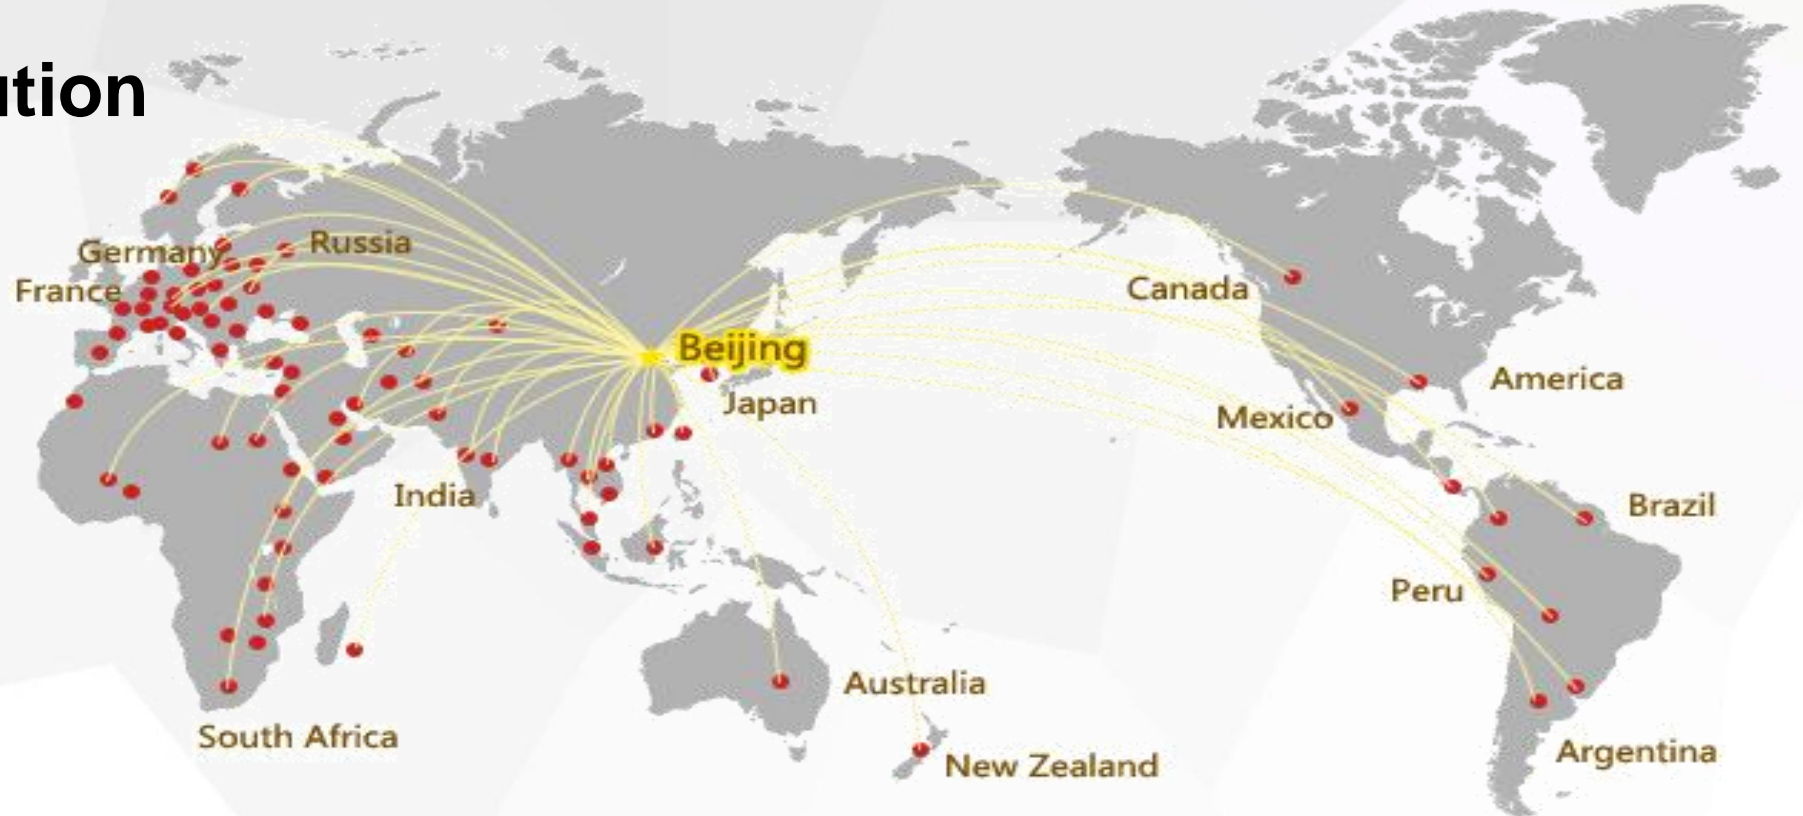 ution
Germany
Russia
France
Canada
Beijing
America
Japan
Mexico
India
Brazil
Peru
Australia
South Africa
Argentina
New Zealand